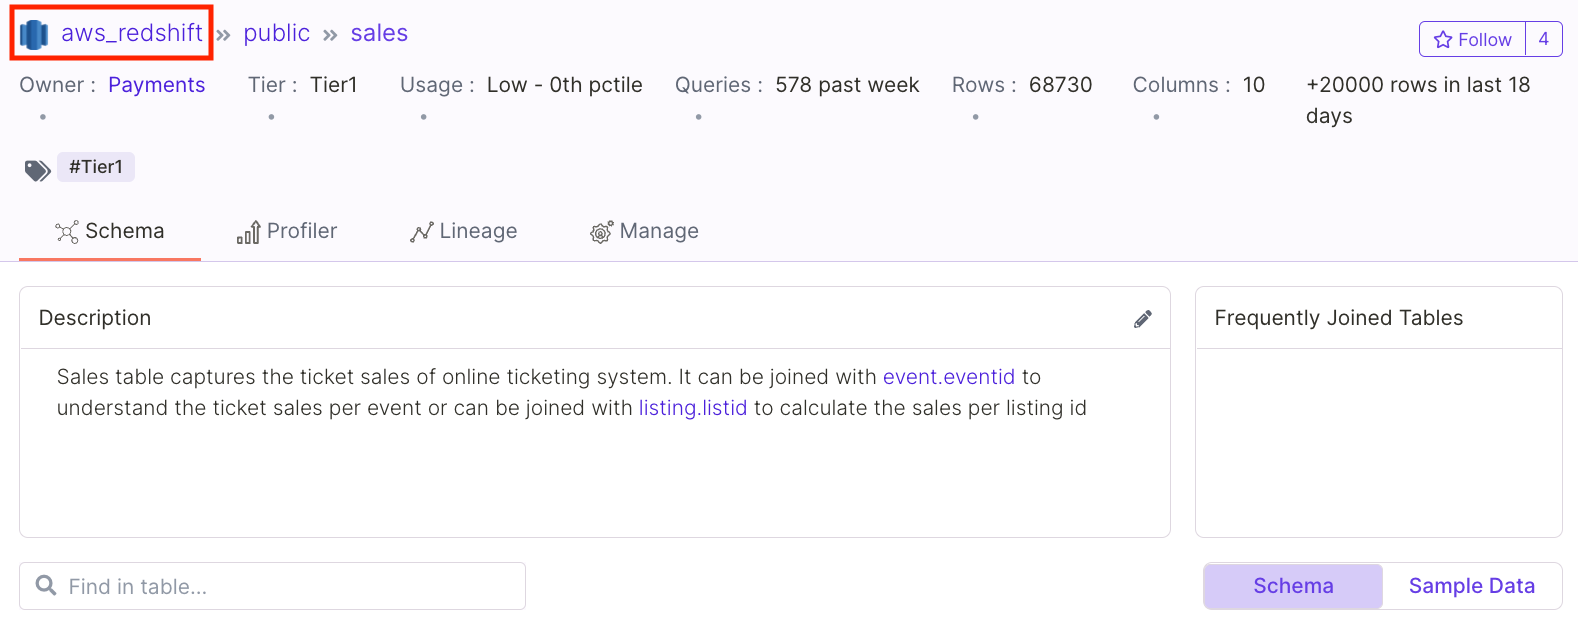 aws_redshift » public » sales
Follow 4
Owner : Payments Tier : Tier1 Usage : Low - 0th pctile Queries : 578 past week Rows : 68730 Columns : 10 +20000 rows in last 18
days
#Tier1
Schema Profiler Lineage Manage
Description
Frequently Joined Tables
Sales table captures the ticket sales of online ticketing system. It can be joined with event.eventid to
understand the ticket sales per event or can be joined with listing.listid to calculate the sales per listing id
Find in table...
Schema Sample Data